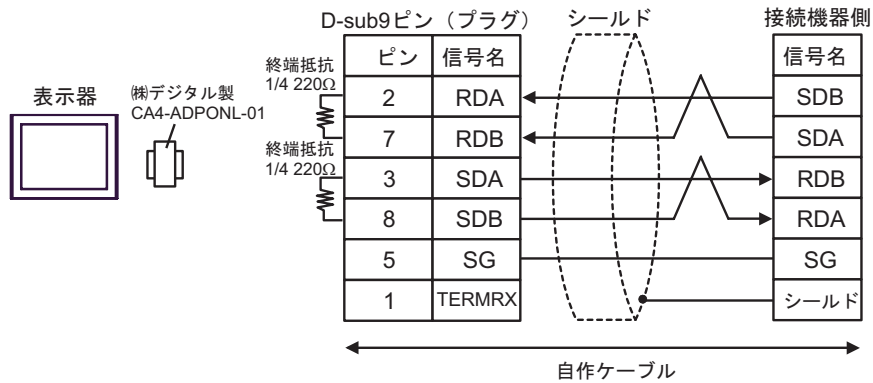 D-sub9ピン（プラグ） シールド 接続機器側
終端抵抗
1/4 220Ω
ピン 信号名 信号名
表示器
㈱デジタル製
CA4-ADPONL-01
2 RDA SDB
7 RDB SDA
終端抵抗
1/4 220Ω
3 SDA RDB
8 SDB RDA
5 SG SG
1 TERMRX シールド
自作ケーブル